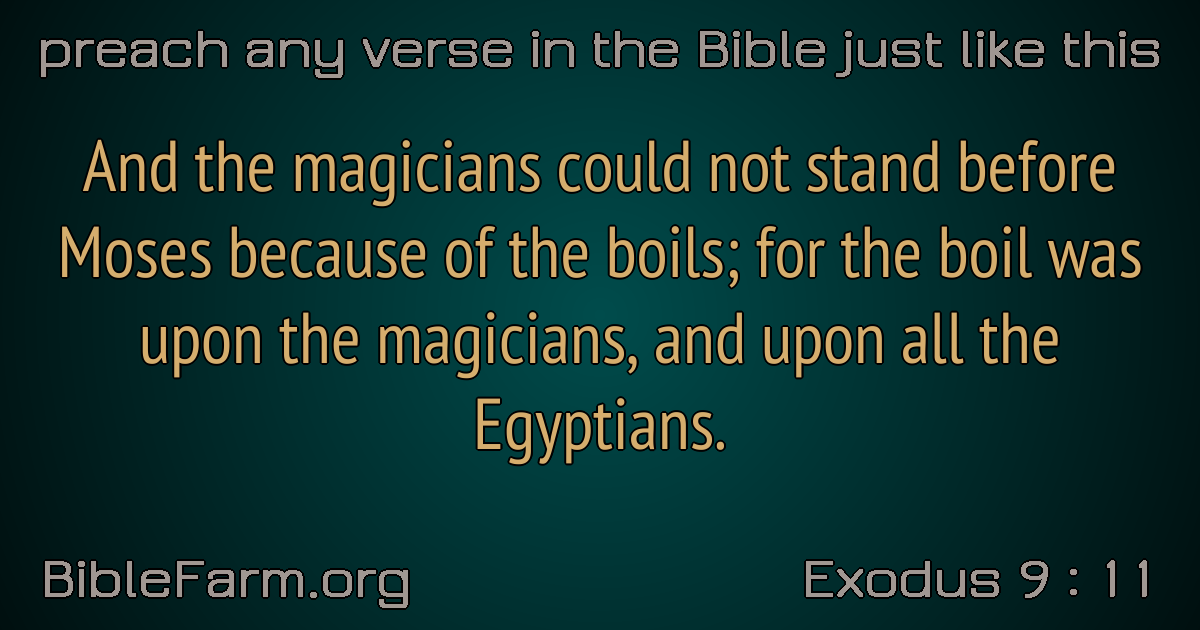 preach any verse in the Bible just like this
And the magicians could not stand before
Moses because of the boils; for the boil was
upon the magicians, and upon all the
Egyptians.
BibleFarm.org
Exodus 9 : 11